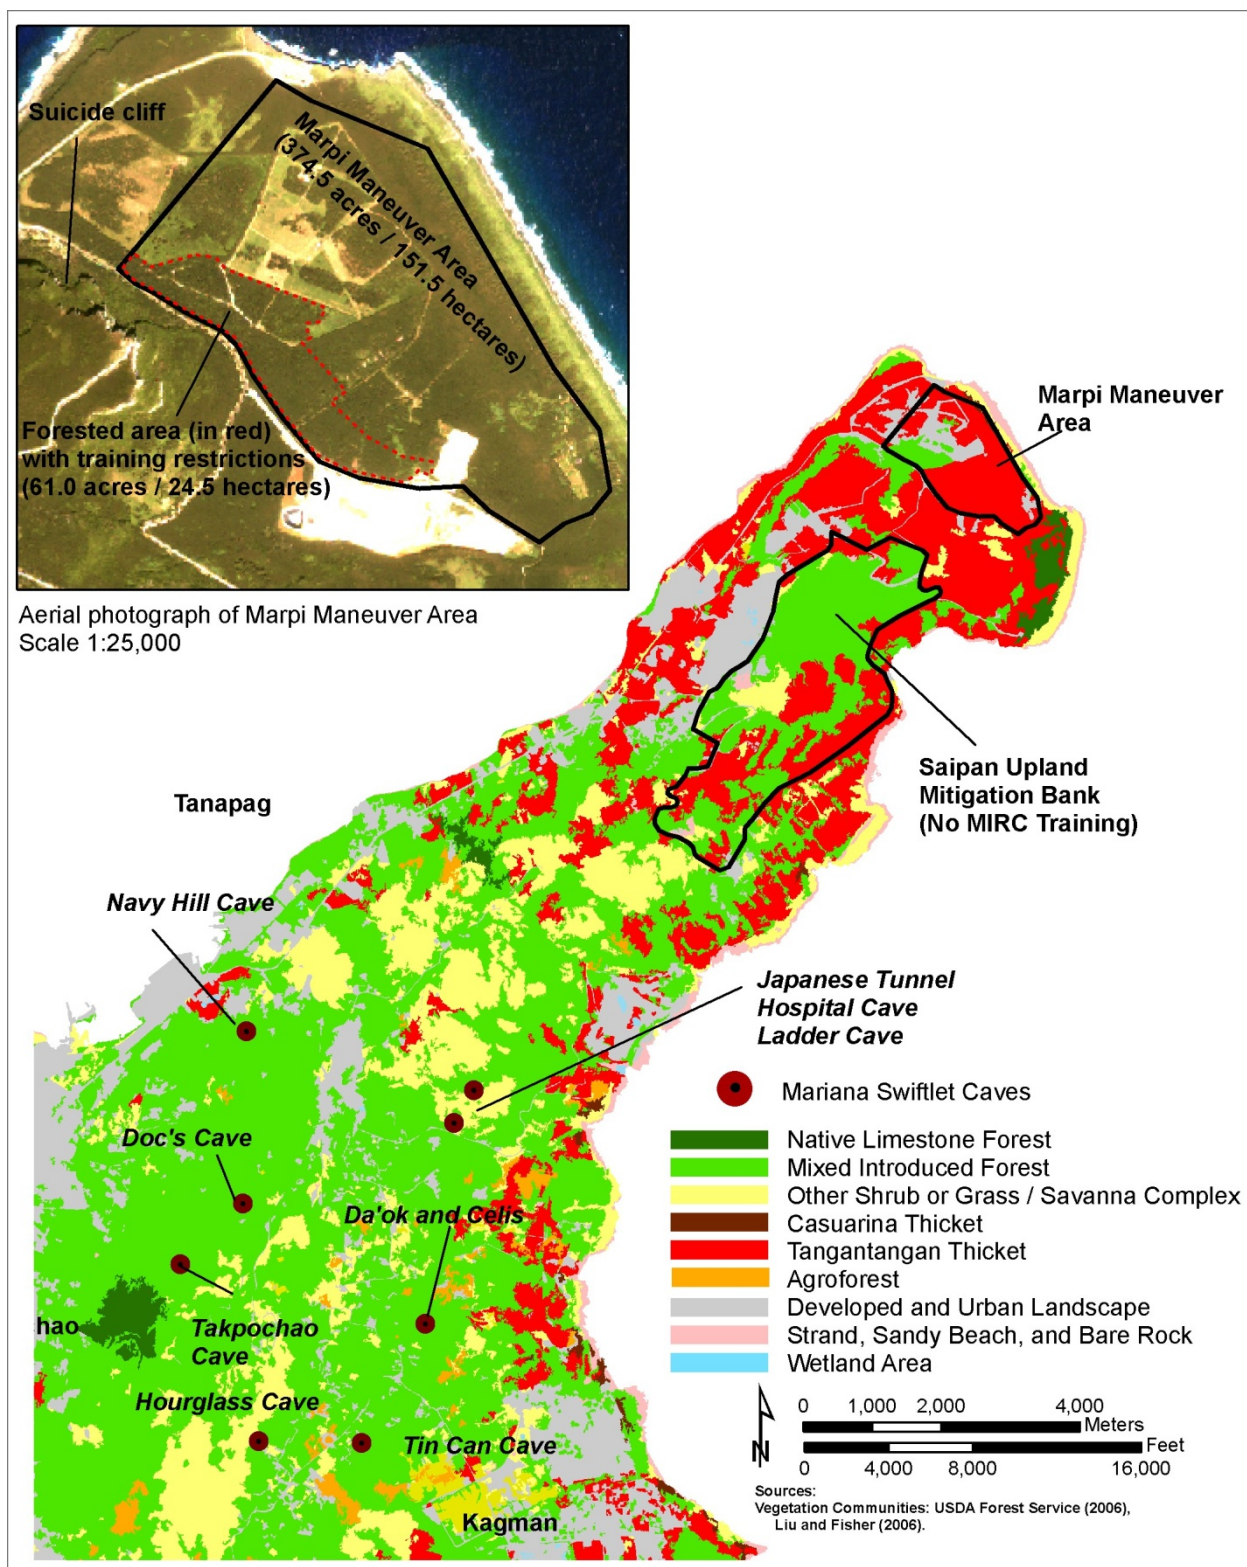 Suicide cliff
Marpi Maneuver Area
(374.5 acres / 151.5 hectares)
Forested area (in red)
with training restrictions
(61.0 acres / 24.5 hectares)
Aerial photograph of Marpi Maneuver Area
Scale 1:25,000
Marpi Maneuver
Area
Saipan Upland
Mitigation Bank
(No MIRC Training)
Tanapag
Navy Hill Cave
Japanese Tunnel
Hospital Cave
Ladder Cave
Doc's Cave
Da'ok and Celis
hao
Takpochao
Cave
Hourglass Cave
Tin Can Cave
Kagman
Mariana Swiftlet Caves
Native Limestone Forest
Mixed Introduced Forest
Other Shrub or Grass / Savanna Complex
Casuarina Thicket
Tangantangan Thicket
Agroforest
Developed and Urban Landscape
Strand, Sandy Beach, and Bare Rock
Wetland Area
N
0 1,000 2,000 4,000
Meters
Feet
0 4,000 8,000 16,000
Sources:
Vegetation Communities: USDA Forest Service (2006),
Liu and Fisher (2006).